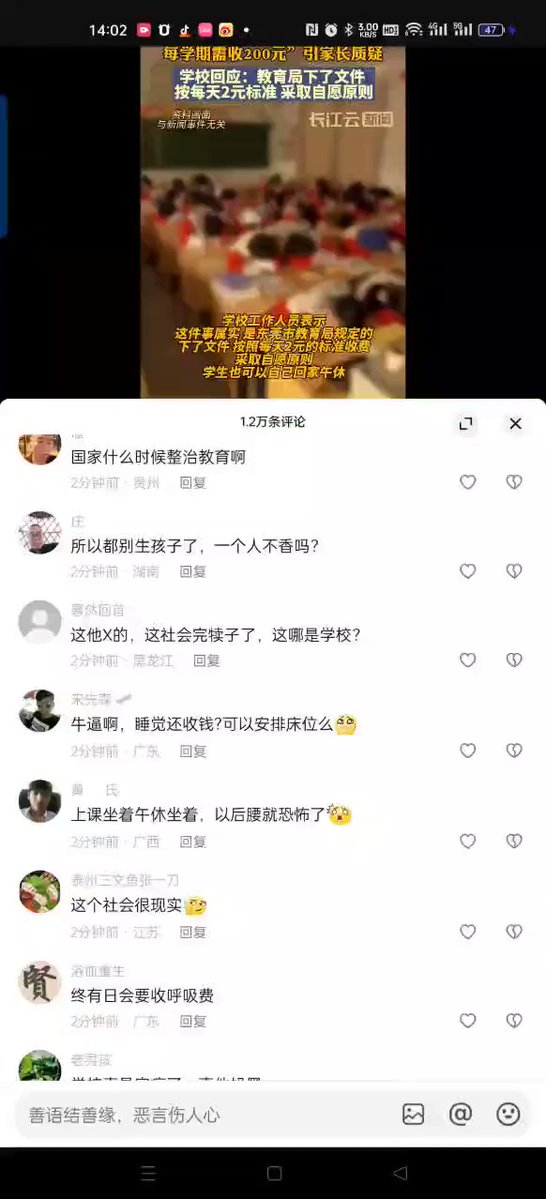 14:02
3.00
KB/S
HD
4G
5G
47
每学期需收200元”引家长质疑
学校回应：教育局下了文件
按每天2元标准 采取自愿原则
资料画面
与新闻事件无关
长江云 新闻
学校工作人员表示
这件事属实 是东莞市教育局规定的
下了文件 按照每天2元的标准收费
采取自愿原则
学生也可以自己回家午休
1.2万条评论
国家什么时候整治教育啊
2分钟前 · 贵州 回复
庄
所以都别生孩子了，一个人不香吗？
2分钟前 · 湖南 回复
蓦然回首
这他X的，这社会完犊子了，这哪是学校？
2分钟前 · 黑龙江 回复
宋先森
牛逼啊，睡觉还收钱?可以安排床位么
2分钟前 · 广东 回复
氏
上课坐着午休坐着，以后腰就恐怖了
2分钟前 · 广西 回复
泰州三文鱼张一刀
这个社会很现实
2分钟前 · 江苏 回复
浴血重生
终有日会要收呼吸费
2分钟前 · 广东 回复
老男孩
善语结善缘，恶言伤人心